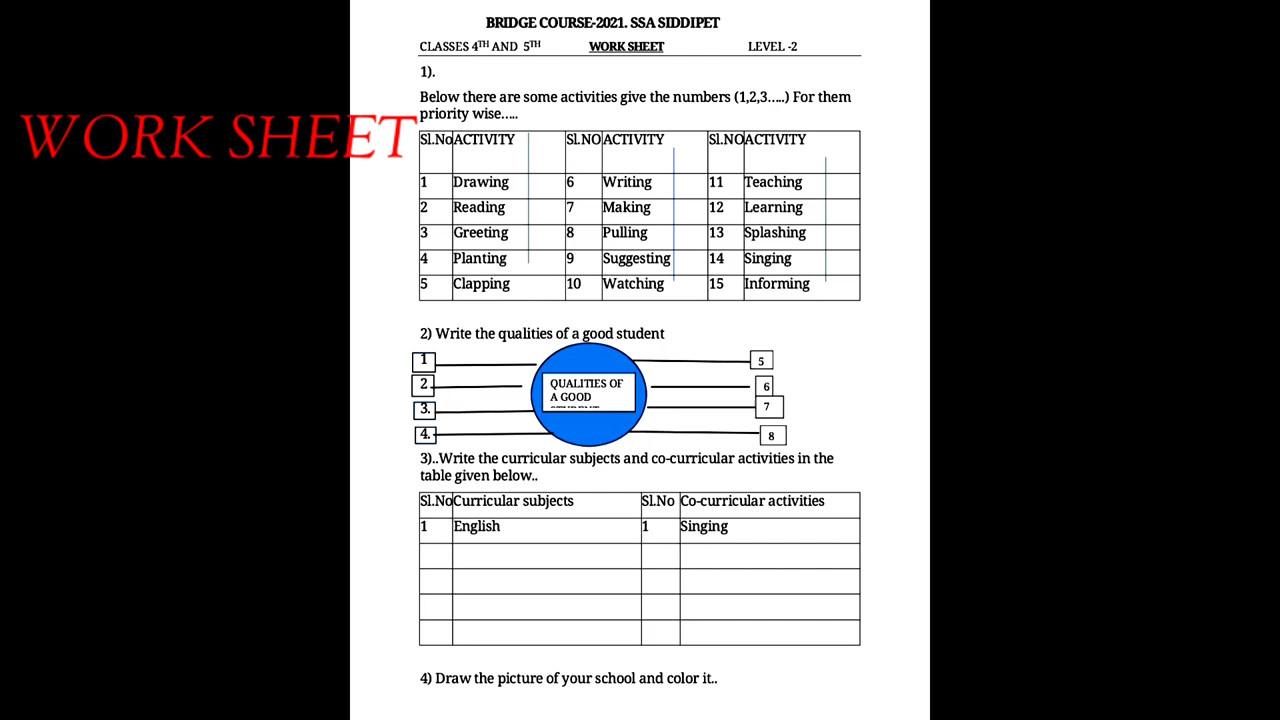 BRIDGE COURSE-2021. SSA SIDDIPET
CLASSES 4TH AND 5TH WORK SHEET LEVEL -2
1).
Below there are some activities give the numbers (1,2,3.....) For them
priority wise.....
WORK SHEET
Sl.No ACTIVITY Sl.NO ACTIVITY Sl.NO ACTIVITY
1 Drawing 6 Writing 11 Teaching
2 Reading 7 Making 12 Learning
3 Greeting 8 Pulling 13 Splashing
4 Planting 9 Suggesting 14 Singing
5 Clapping 10 Watching 15 Informing
2) Write the qualities of a good student
1 5
2 QUALITIES OF 6
A GOOD
3. STUDENT 7
4. 8
3)..Write the curricular subjects and co-curricular activities in the
table given below..
Sl.No Curricular subjects Sl.No Co-curricular activities
1 English 1 Singing
4) Draw the picture of your school and color it..